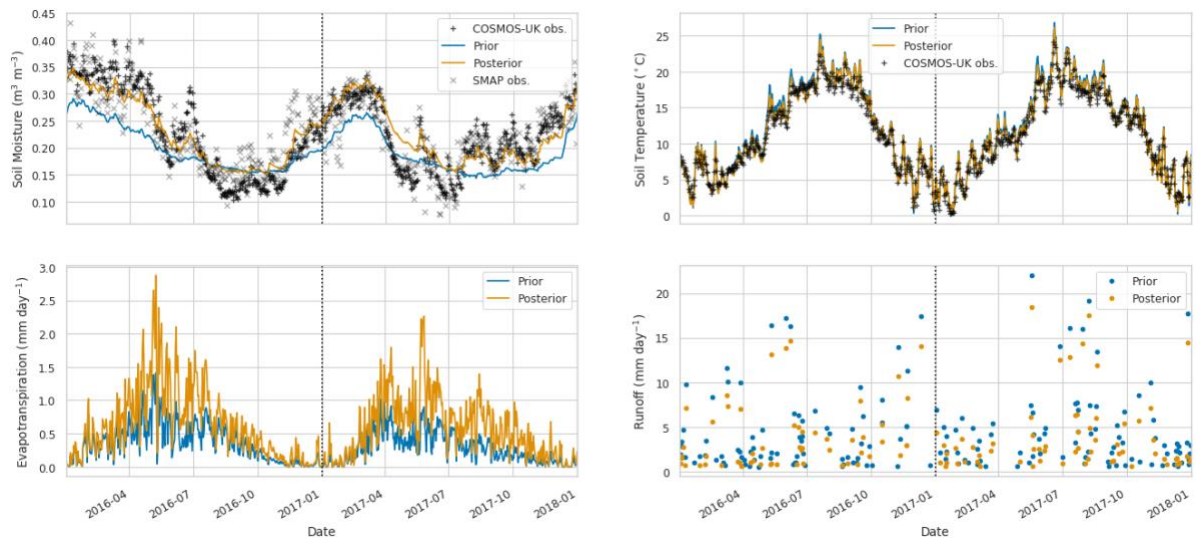 0.45
0.40
0.35
0.30
0.25
0.20
0.15
0.10
Soil Moisture (m³ m⁻³)
COSMOS-UK obs.
Prior
Posterior
SMAP obs.
25
20
15
10
5
0
Soil Temperature (°C)
Prior
Posterior
COSMOS-UK obs.
3.0
2.5
2.0
1.5
1.0
0.5
0.0
Evapotranspiration (mm day⁻¹)
Prior
Posterior
2016-04
2016-07
2016-10
2017-01
2017-04
2017-07
2017-10
2018-01
Date
20
15
10
5
0
Runoff (mm day⁻¹)
Prior
Posterior
2016-04
2016-07
2016-10
2017-01
2017-04
2017-07
2017-10
2018-01
Date